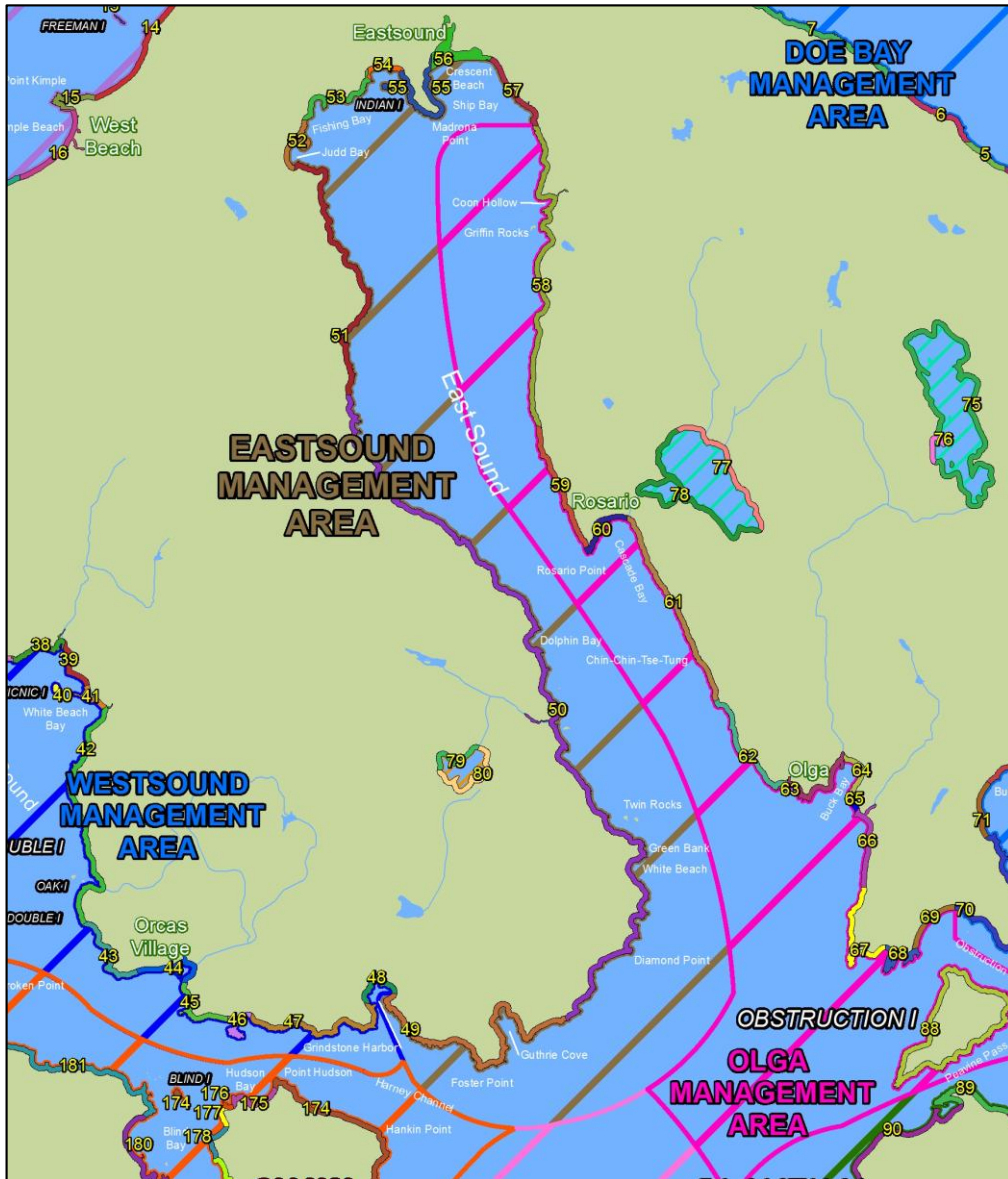 FREEMAN I
14
Point Kimple
15
West
Beach
16
Eastsound
54
56
Crescent
Beach
55
55
53
INDIAN I
57
Ship Bay
Fishing Bay
Madrona
Point
52
Judd Bay
7
DOE BAY
MANAGEMENT
AREA
6
5
Coon Hollow
Griffin Rocks
58
51
East Sound
EASTSOUND
MANAGEMENT
AREA
75
76
77
78
59
Rosario
60
Rosario Point
Cascade Bay
61
Dolphin Bay
Chin-Chin-Tse-Tung
38
39
40
41
White Beach
Bay
42
50
WESTSOUND
MANAGEMENT
AREA
79
80
62
Olga
63
64
Buck Bay
65
66
71
Twin Rocks
Green Bank
White Beach
OAK I
DOUBLE I
Orcas
Village
43
44
45
46
47
48
49
Diamond Point
67
68
69
70
Obstruction
OBSTRUCTION I
88
Grindstone Harbor
Guthrie Cove
Foster Point
Hudson
Bay
Point Hudson
Harney Channel
Hankin Point
OLGA
MANAGEMENT
AREA
Peavine Pass
89
90
181
BLIND I
174
176
175
174
177
178
180
Blind
Bay